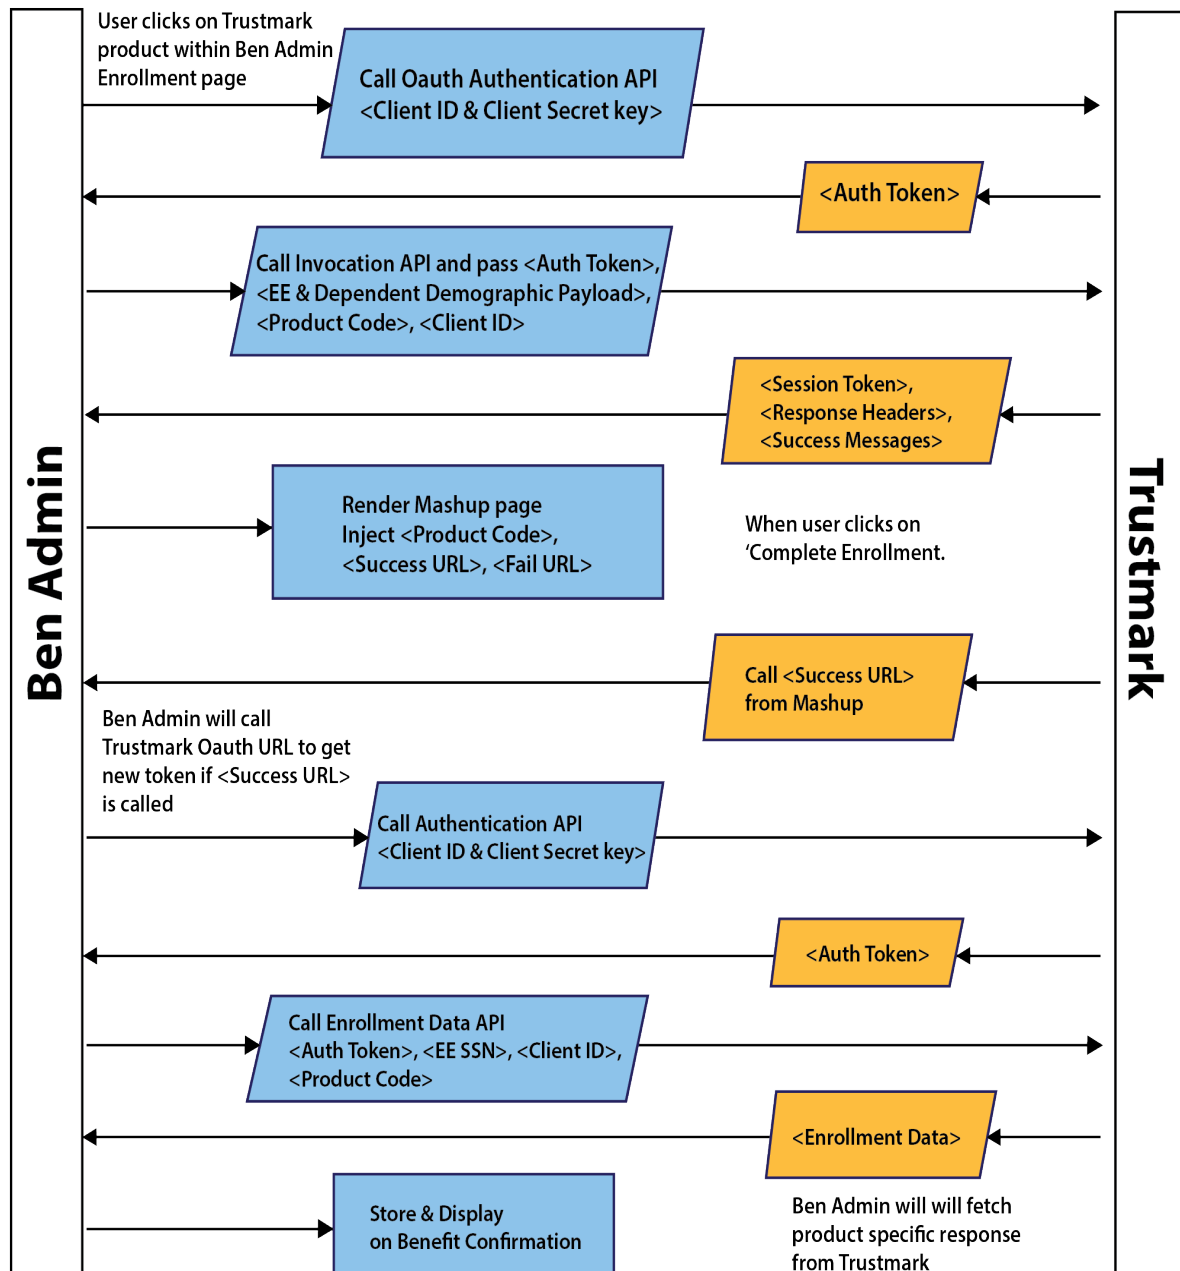 User clicks on Trustmark
product within Ben Admin
Enrollment page
Call Oauth Authentication API
<Client ID & Client Secret key>
<Auth Token>
Call Invocation API and pass <Auth Token>,
<EE & Dependent Demographic Payload>,
<Product Code>, <Client ID>
<Session Token>,
<Response Headers>,
<Success Messages>
Ben Admin
Trustmark
Render Mashup page
Inject <Product Code>,
<Success URL>, <Fail URL>
When user clicks on
‘Complete Enrollment.
Call <Success URL>
from Mashup
Ben Admin will call
Trustmark Oauth URL to get
new token if <Success URL>
is called
Call Authentication API
<Client ID & Client Secret key>
<Auth Token>
Call Enrollment Data API
<Auth Token>, <EE SSN>, <Client ID>,
<Product Code>
<Enrollment Data>
Store & Display
on Benefit Confirmation
Ben Admin will will fetch
product specific response
from Trustmark